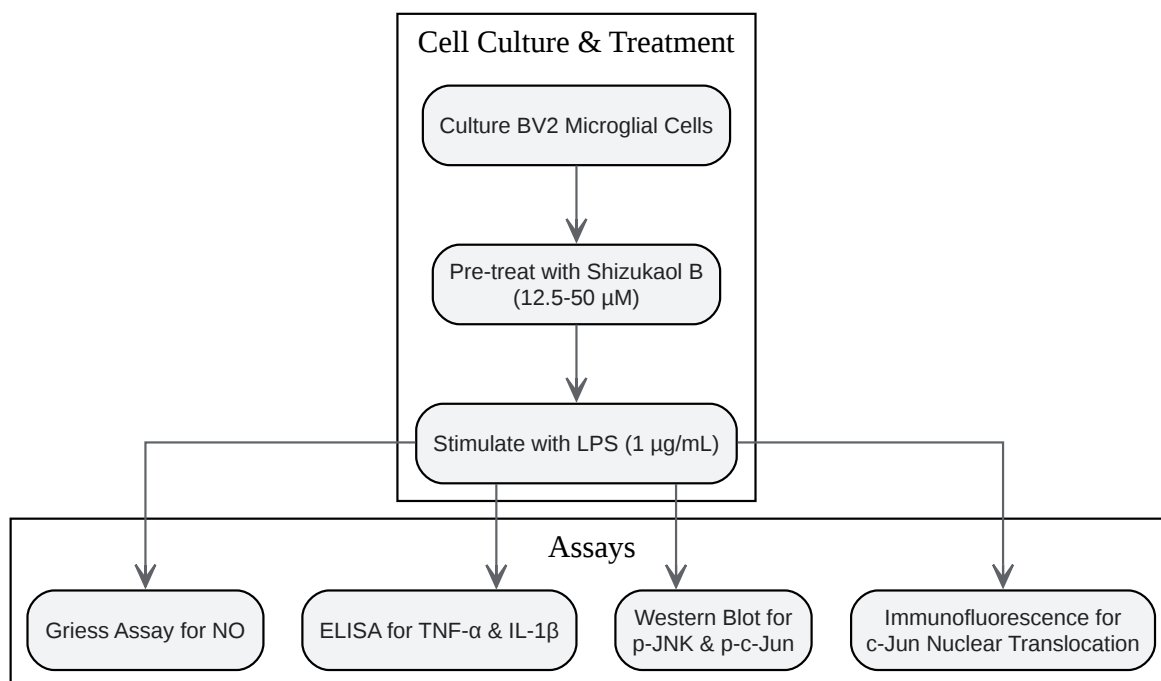 Cell Culture & Treatment
Culture BV2 Microglial Cells
Pre-treat with Shizukaol B
(12.5-50 µM)
Stimulate with LPS (1 µg/mL)
Assays
Griess Assay for NO
ELISA for TNF-α & IL-1β
Western Blot for
p-JNK & p-c-Jun
Immunofluorescence for
c-Jun Nuclear Translocation